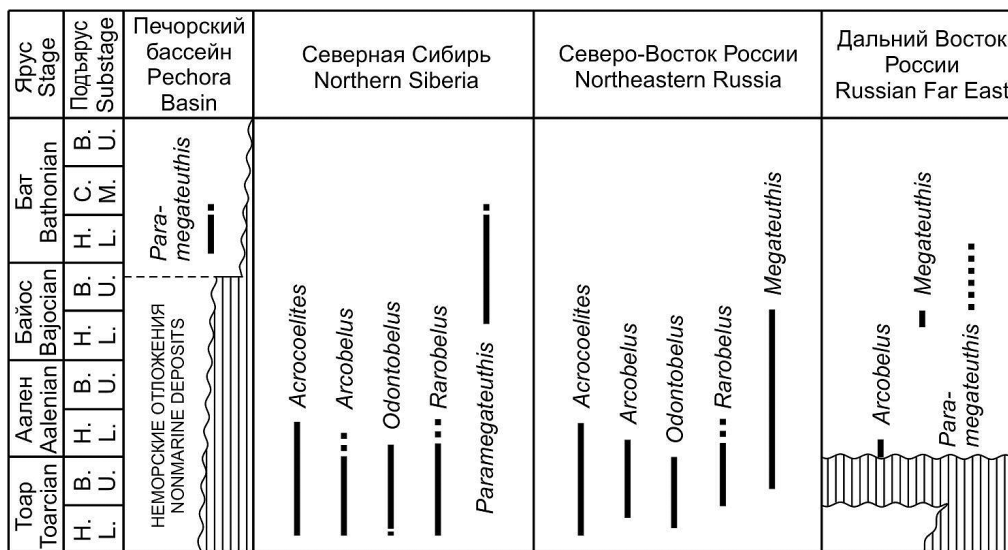 Ярус
Stage
Подъярус
Substage
Печорский
бассейн
Pechora
Basin
Северная Сибирь
Northern Siberia
Северо-Восток России
Northeastern Russia
Дальний Восток
России
Russian Far East
Бат
Bathonian
В.
U.
С.
M.
Н.
L.
Байос
Bajocian
В.
U.
Н.
L.
Аален
Aalenian
В.
U.
Н.
L.
Тоар
Toarcian
В.
U.
Н.
L.
Para-
megateuthis
НЕМОРСКИЕ ОТЛОЖЕНИЯ
NONMARINE DEPOSITS
Acrocoelites
Arcobelus
Odontobelus
Rarobelus
Paramegateuthis
Acrocoelites
Arcobelus
Odontobelus
Rarobelus
Megateuthis
Arcobelus
Megateuthis
Para-
megateuthis